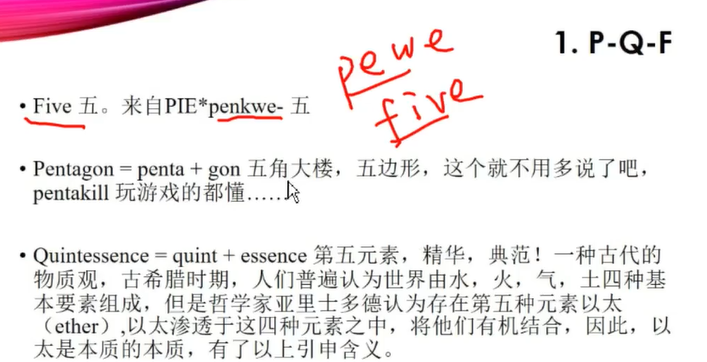 1. P-Q-F
pewe
five
• Five 五。来自PIE*penkwe- 五
• Pentagon = penta + gon 五角大楼，五边形，这个就不用多说了吧，
pentakill 玩游戏的都懂……
• Quintessence = quint + essence 第五元素，精华，典范！一种古代的
物质观，古希腊时期，人们普遍认为世界由水，火，气，土四种基
本要素组成，但是哲学家亚里士多德认为存在第五种元素以太
（ether）,以太渗透于这四种元素之中，将他们有机结合，因此，以
太是本质的本质，有了以上引申含义。